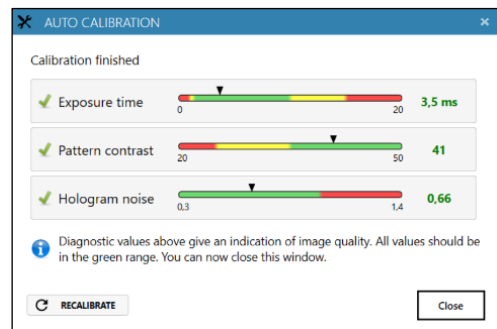 AUTO CALIBRATION
Calibration finished
Exposure time 0 20 3,5 ms
Pattern contrast 20 50 41
Hologram noise 0,3 1,4 0,66
Diagnostic values above give an indication of image quality. All values should be
in the green range. You can now close this window.
RECALIBRATE Close